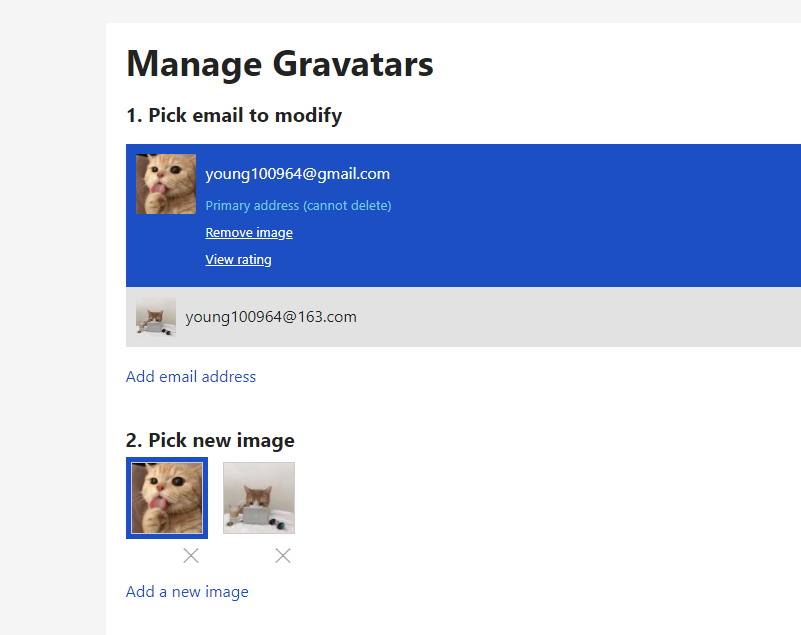 Manage Gravatars
1. Pick email to modify
young100964@gmail.com
Primary address (cannot delete)
Remove image
View rating
young100964@163.com
Add email address
2. Pick new image
Add a new image